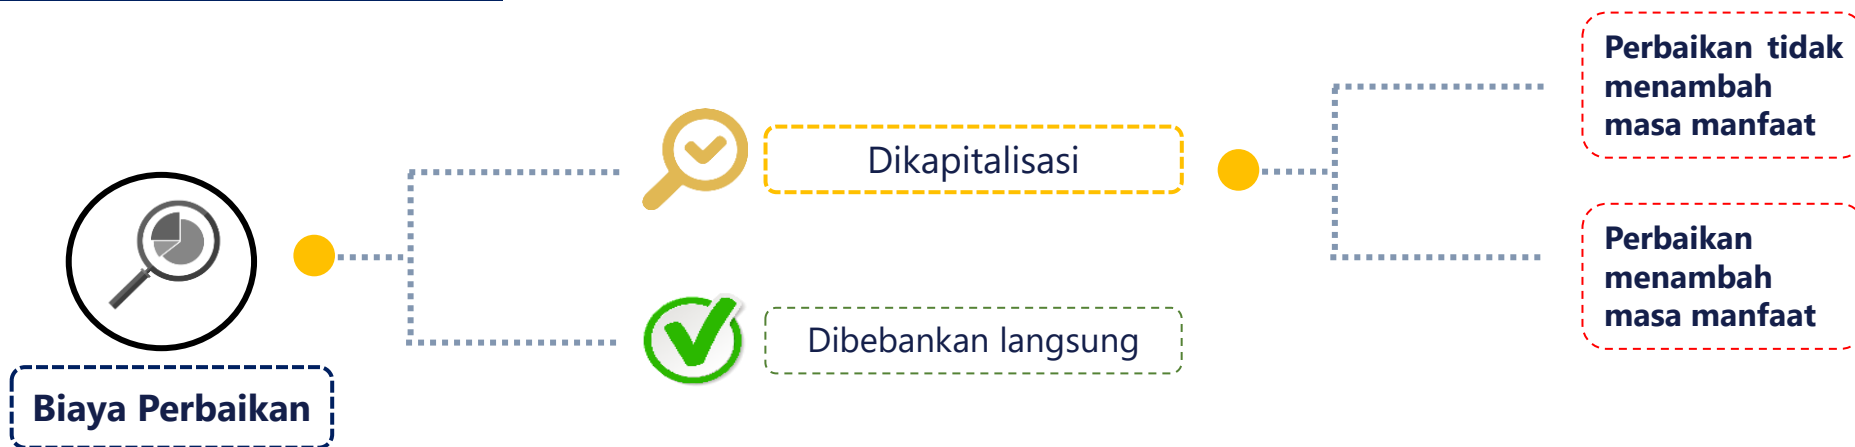 Biaya Perbaikan
Dikapitalisasi
Dibebankan langsung
Perbaikan tidak
menambah
masa manfaat
Perbaikan
menambah
masa manfaat